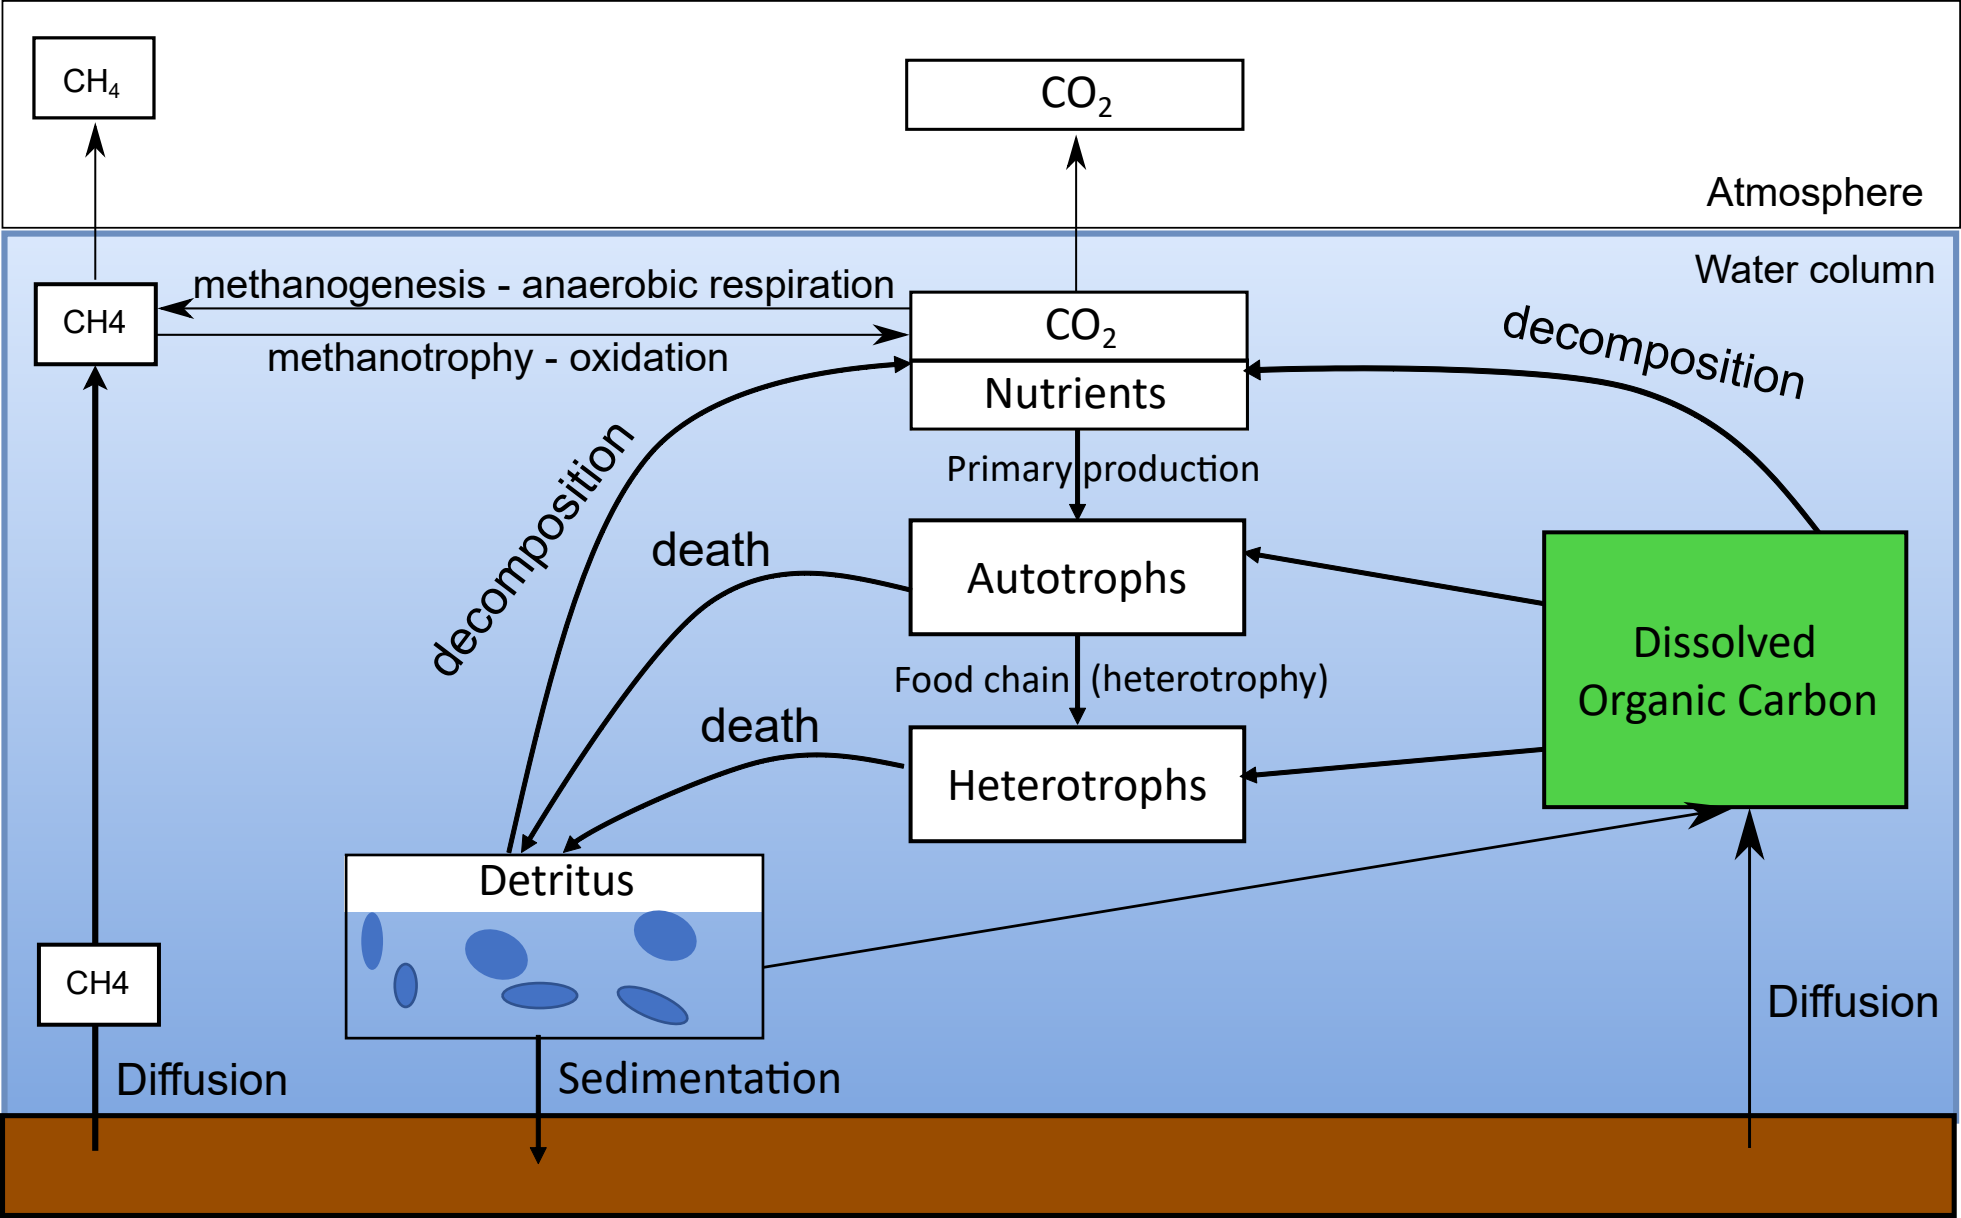 CH₄
CO₂
Atmosphere
Water column
methanogenesis - anaerobic respiration
CH4
CO₂
methanotrophy - oxidation
decomposition
Nutrients
decomposition
Primary production
death
Autotrophs
Dissolved
Organic Carbon
Food chain (heterotrophy)
death
Heterotrophs
Detritus
CH4
Diffusion
Diffusion
Sedimentation